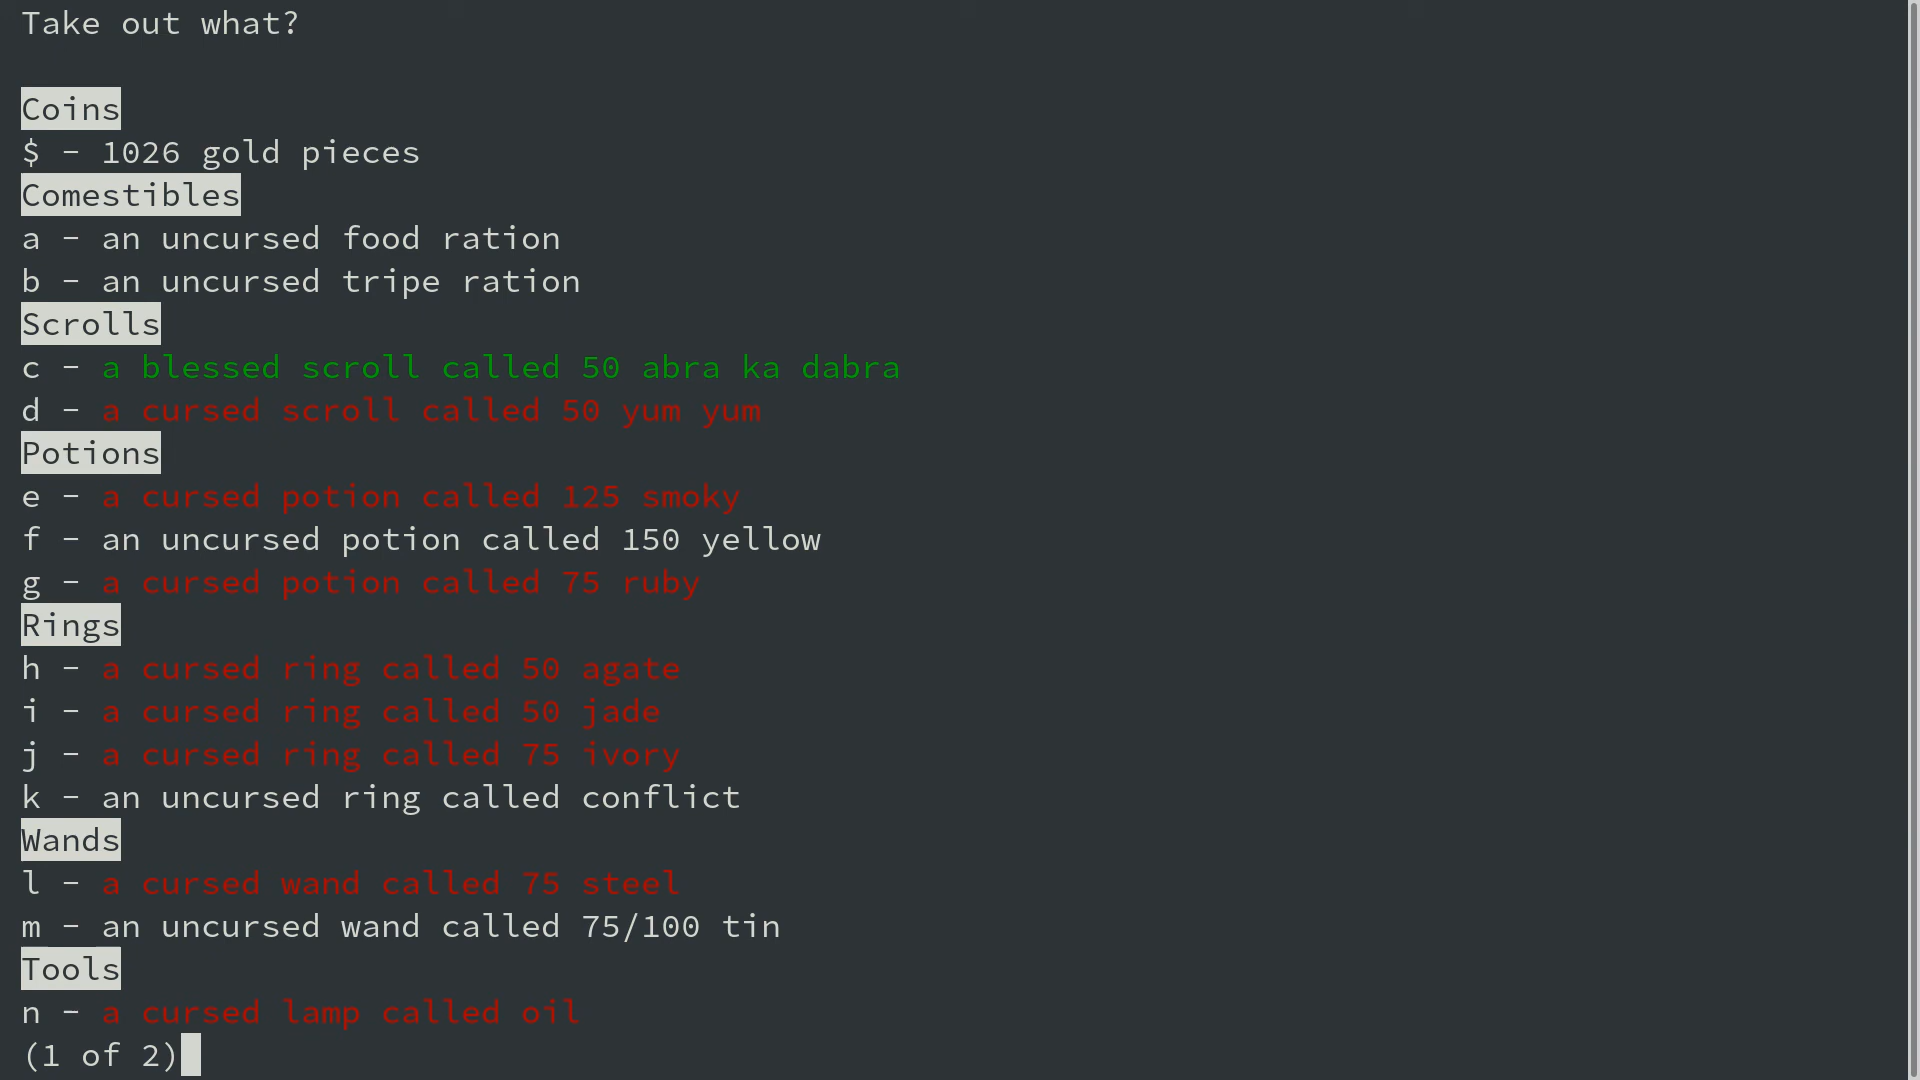 Take out what?
Coins
$ - 1026 gold pieces
Comestibles
a - an uncursed food ration
b - an uncursed tripe ration
Scrolls
c - a blessed scroll called 50 abra ka dabra
d - a cursed scroll called 50 yum yum
Potions
e - a cursed potion called 125 smoky
f - an uncursed potion called 150 yellow
g - a cursed potion called 75 ruby
Rings
h - a cursed ring called 50 agate
i - a cursed ring called 50 jade
j - a cursed ring called 75 ivory
k - an uncursed ring called conflict
Wands
l - a cursed wand called 75 steel
m - an uncursed wand called 75/100 tin
Tools
n - a cursed lamp called oil
(1 of 2)